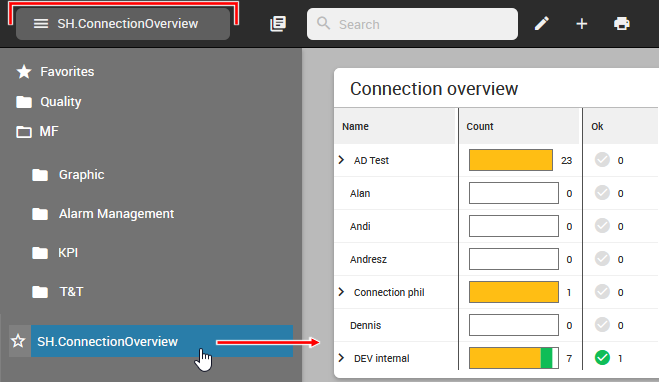 SH.ConnectionOverview
Search
Favorites
Quality
MF
Graphic
Alarm Management
KPI
T&T
SH.ConnectionOverview
Connection overview
Name Count Ok
AD Test 23 0
Alan 0 0
Andi 0 0
Andresz 0 0
Connection phil 1 0
Dennis 0 0
DEV internal 7 1